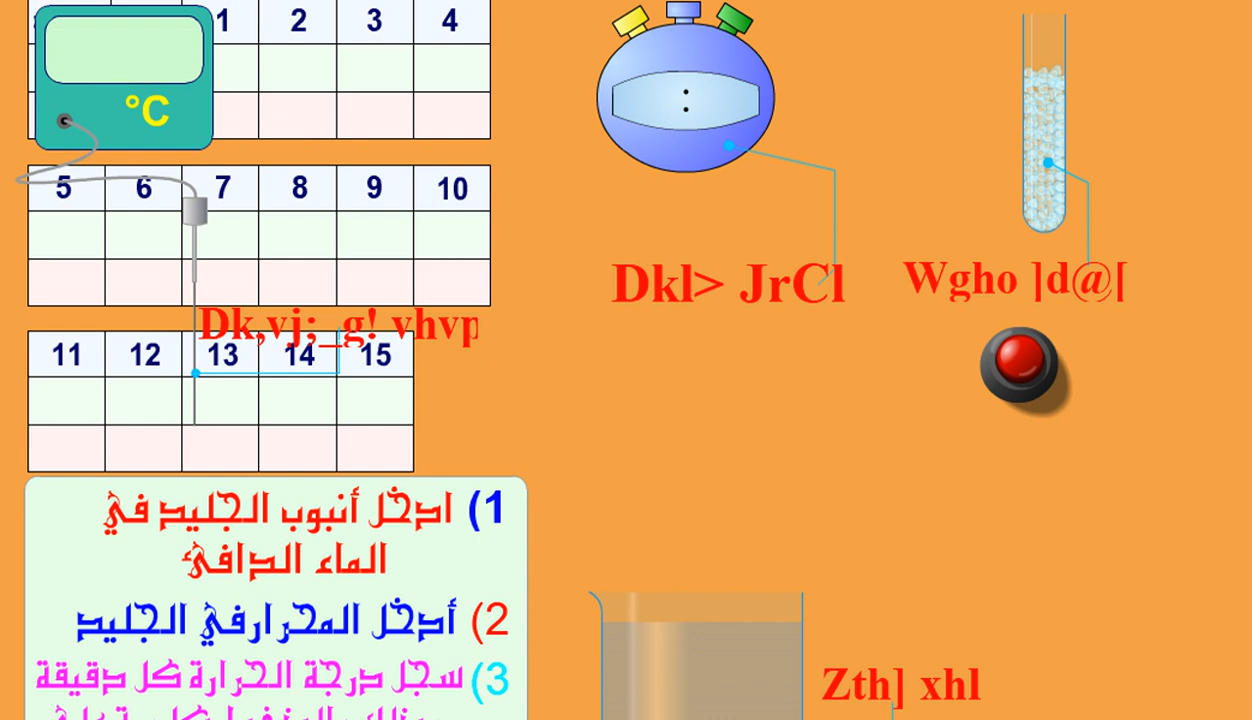 1 2 3 4
°C
5 6 7 8 9 10
Dk,vj;_g! vhvp
11 12 13 14 15
Dkl> JrCl
Wgho ]d@[
1) ادخل أنبوب الجليد في
الماء الدافئ
2) أدخل المحرارفي الجليد
3) سجل درجة الحرارة كل دقيقة
Zth] xhl